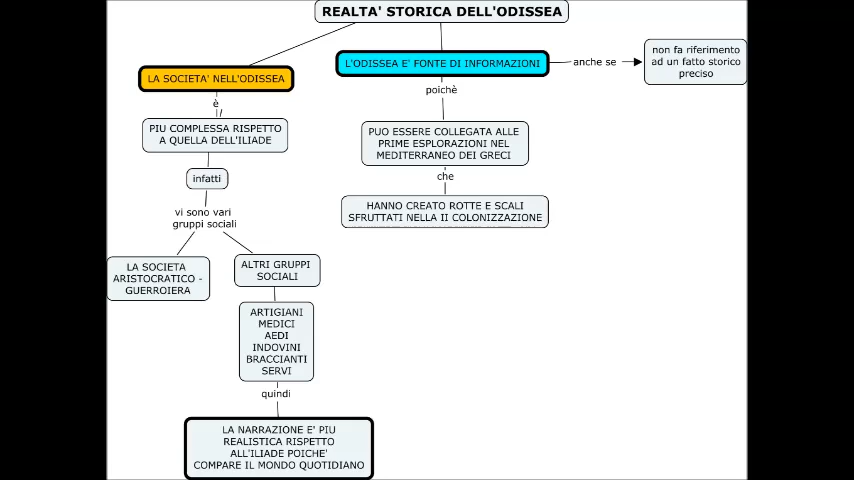 REALTA' STORICA DELL'ODISSEA
LA SOCIETA' NELL'ODISSEA
è
PIU COMPLESSA RISPETTO
A QUELLA DELL'ILIADE
infatti
vi sono vari
gruppi sociali
LA SOCIETA
ARISTOCRATICO -
GUERROIERA
ALTRI GRUPPI
SOCIALI
ARTIGIANI
MEDICI
AEDI
INDOVINI
BRACCIANTI
SERVI
quindi
LA NARRAZIONE E' PIU
REALISTICA RISPETTO
ALL'ILIADE POICHE'
COMPARE IL MONDO QUOTIDIANO
L'ODISSEA E' FONTE DI INFORMAZIONI
poichè
PUO ESSERE COLLEGATA ALLE
PRIME ESPLORAZIONI NEL
MEDITERRANEO DEI GRECI
che
HANNO CREATO ROTTE E SCALI
SFRUTTATI NELLA II COLONIZZAZIONE
anche se
non fa riferimento
ad un fatto storico
preciso